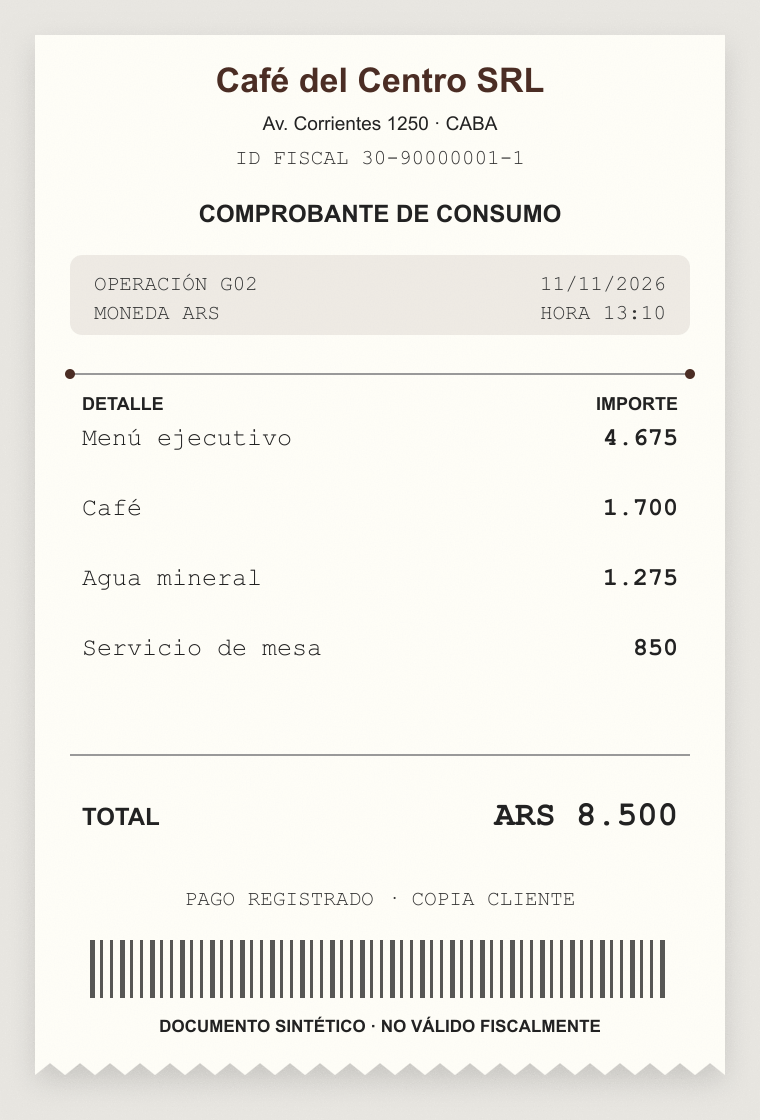 Café del Centro SRL
Av. Corrientes 1250 · CABA
ID FISCAL 30-90000001-1
COMPROBANTE DE CONSUMO
OPERACIÓN G02 11/11/2026
MONEDA ARS HORA 13:10
DETALLE IMPORTE
Menú ejecutivo 4.675
Café 1.700
Agua mineral 1.275
Servicio de mesa 850
TOTAL ARS 8.500
PAGO REGISTRADO · COPIA CLIENTE
DOCUMENTO SINTÉTICO · NO VÁLIDO FISCALMENTE